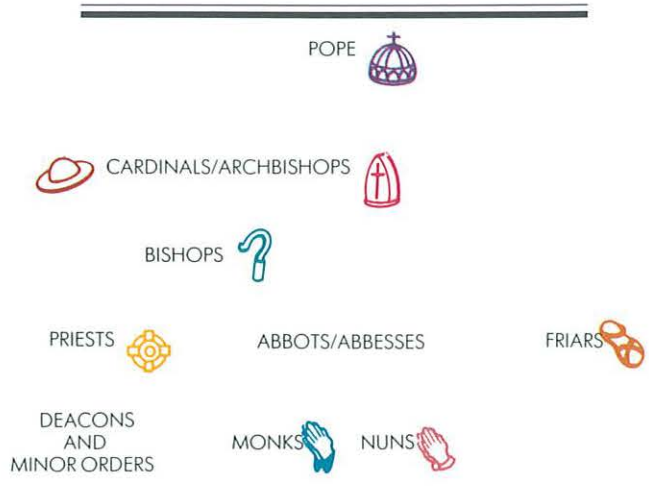 POPE
CARDINALS/ARCHBISHOPS
BISHOPS
PRIESTS
ABBOTS/ABBESSES
FRIARS
DEACONS
AND
MINOR ORDERS
MONKS
NUNS